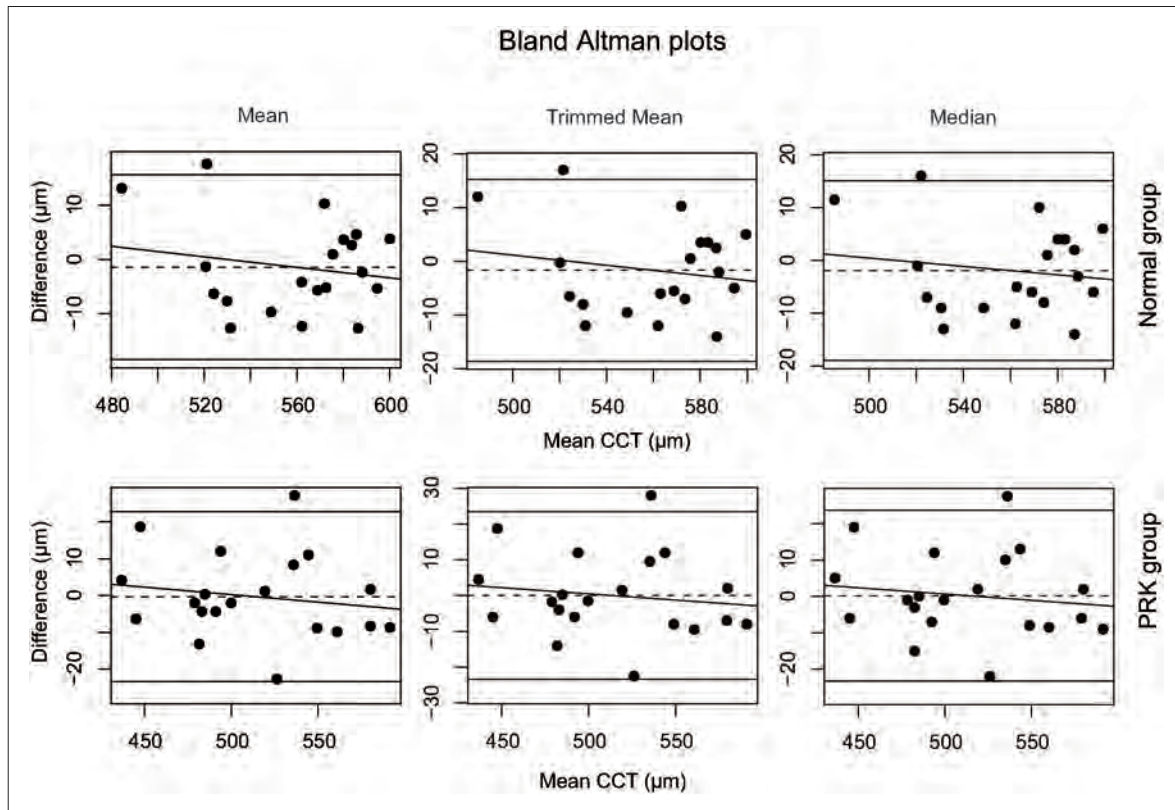 Bland Altman plots
Mean Trimmed Mean Median
Difference (µm)
−10 0 10
−20 −10 0 10 20
−20 −10 0 10 20
Normal group
480 520 560 600
500 540 580
500 540 580
Mean CCT (µm)
Difference (µm)
−20 0 10
−30 −10 10 30
−20 0 10
PRK group
450 500 550
450 500 550
450 500 550
Mean CCT (µm)